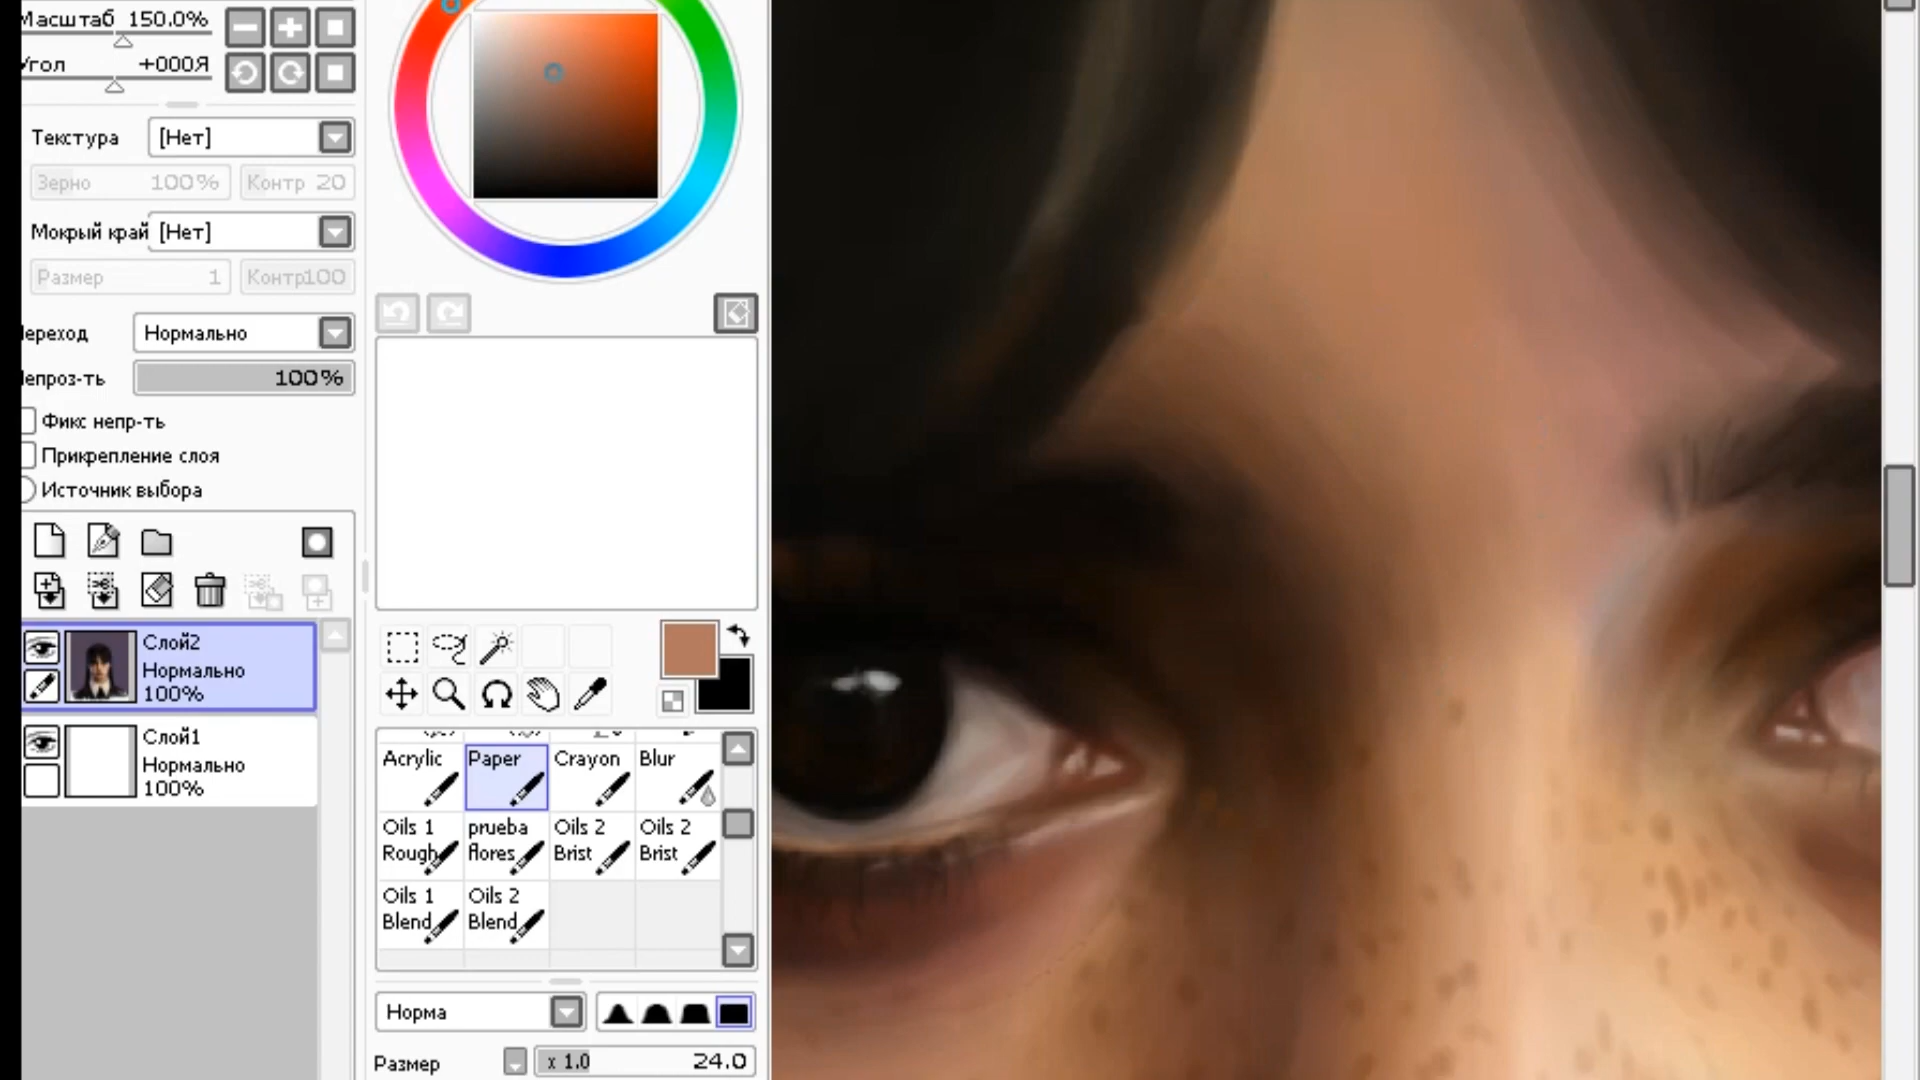 Масштаб 150.0%
Угол +000Я
Текстура [Нет]
Зерно 100% Контр 20
Мокрый край [Нет]
Размер 1 Контр100
Переход Нормально
Непроз-ть 100%
Фикс непр-ть
Прикрепление слоя
Источник выбора
Слой2
Нормально
100%
Слой1
Нормально
100%
Acrylic Paper Crayon Blur
Oils 1 Rough prueba flores Oils 2 Brist Oils 2 Brist
Oils 1 Blend Oils 2 Blend
Норма
Размер x 1.0 24.0